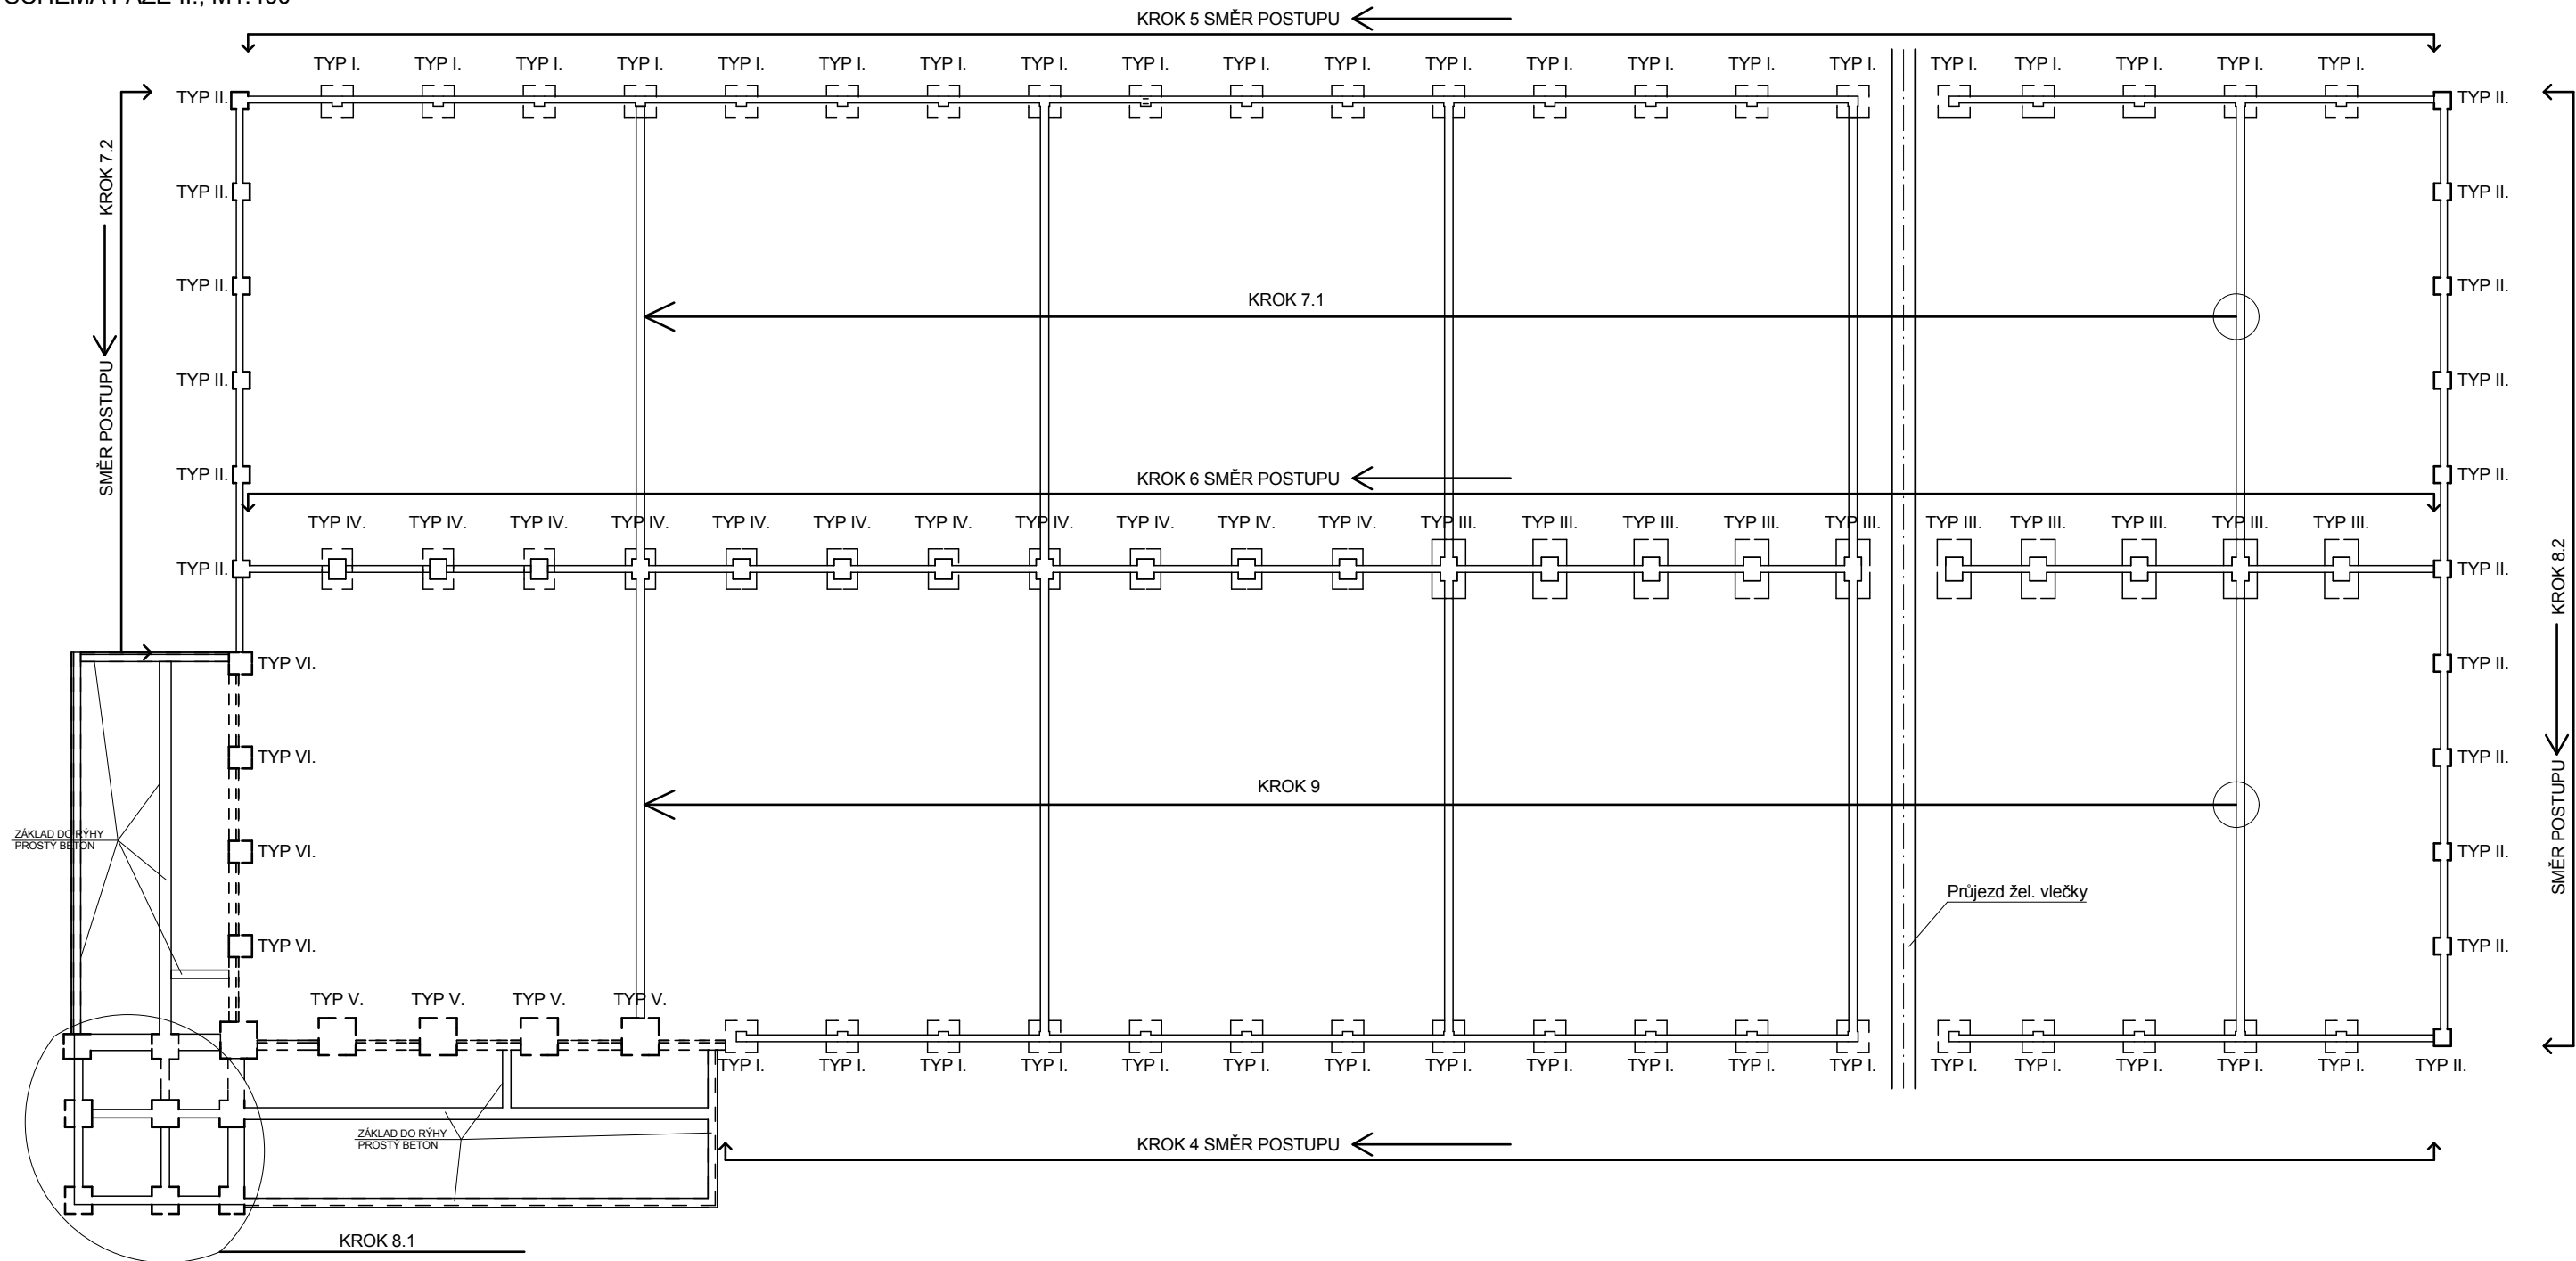 KROK 5 SMĚR POSTUPU
TYP I. TYP I. TYP I. TYP I. TYP I. TYP I. TYP I. TYP I. TYP I. TYP I. TYP I. TYP I. TYP I. TYP I. TYP I. TYP I. TYP I. TYP I. TYP I. TYP I. TYP I.
TYP II. TYP II.
KROK 7.2
SMĚR POSTUPU
TYP II. TYP II.
TYP II. TYP II.
KROK 7.1
TYP II. TYP II.
TYP II. TYP II.
KROK 6 SMĚR POSTUPU
TYP IV. TYP IV. TYP IV. TYP IV. TYP IV. TYP IV. TYP IV. TYP IV. TYP IV. TYP IV. TYP IV. TYP III. TYP III. TYP III. TYP III. TYP III. TYP III. TYP III. TYP III. TYP III. TYP III.
TYP II. TYP II.
KROK 8.2
SMĚR POSTUPU
TYP VI. TYP II.
TYP VI. TYP II.
KROK 9
ZÁKLAD DO RÝHY
PROSTÝ BETON
TYP VI. TYP II.
Průjezd žel. vlečky
TYP VI. TYP II.
TYP V. TYP V. TYP V. TYP V.
TYP I. TYP I. TYP I. TYP I. TYP I. TYP I. TYP I. TYP I. TYP I. TYP I. TYP I. TYP I. TYP I. TYP I. TYP I. TYP I. TYP I. TYP II.
ZÁKLAD DO RÝHY
PROSTÝ BETON
KROK 4 SMĚR POSTUPU
KROK 8.1